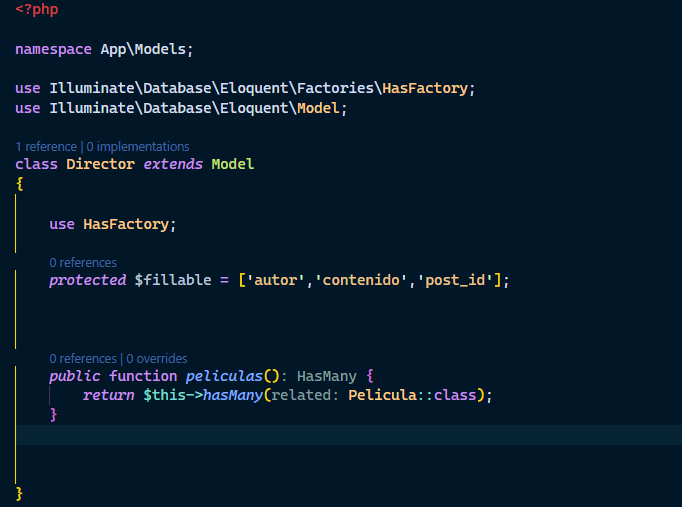 <?php
namespace App\Models;
use Illuminate\Database\Eloquent\Factories\HasFactory;
use Illuminate\Database\Eloquent\Model;
1 reference | 0 implementations
class Director extends Model
{
use HasFactory;
0 references
protected $fillable = ['autor','contenido','post_id'];
0 references | 0 overrides
public function peliculas(): HasMany {
return $this->hasMany(related: Pelicula::class);
}
}